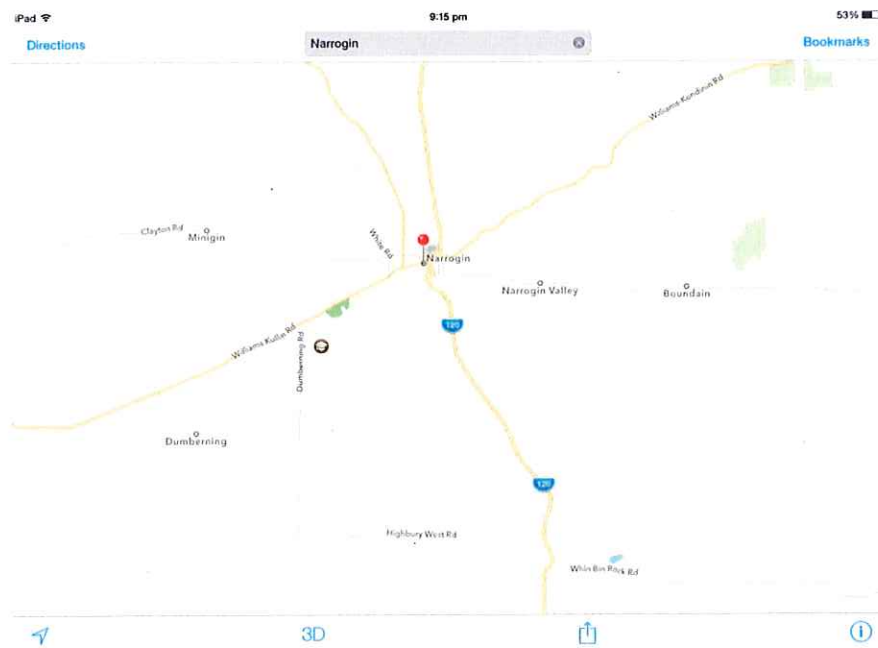 iPad 9:15 pm 53%
Directions Narrogin Bookmarks
Williams Kondinin Rd
Clayton Rd
Minigin
White Rd
Narrogin
Narrogin Valley
Boundain
120
Williams Kullin Rd
Dumberning Rd
Dumberning
120
Highbury West Rd
Whin Bin Rock Rd
3D